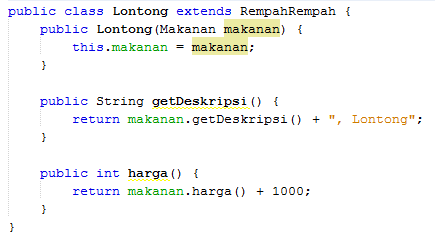 public class Lontong extends RempahRempah {
public Lontong(Makanan makanan) {
this.makanan = makanan;
}
public String getDeskripsi() {
return makanan.getDeskripsi() + ", Lontong";
}
public int harga() {
return makanan.harga() + 1000;
}
}